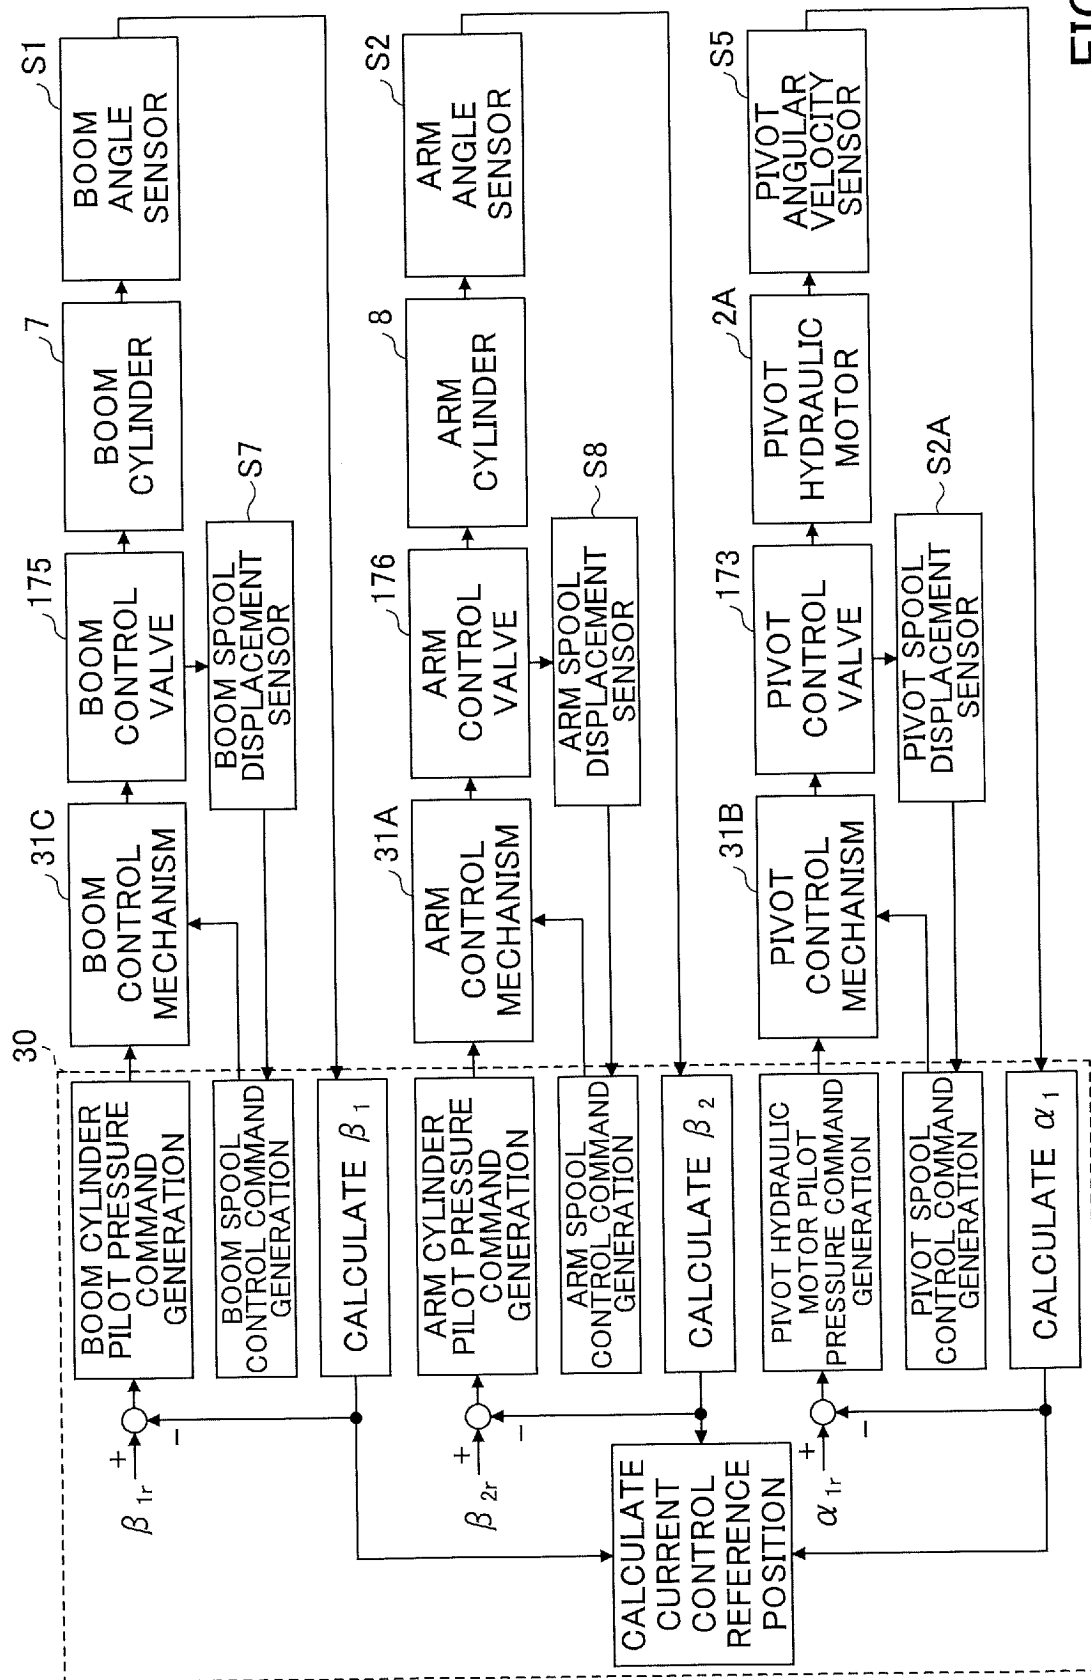 30
BOOM CYLINDER
PILOT PRESSURE
COMMAND
GENERATION
31C
BOOM
CONTROL
MECHANISM
175
BOOM
CONTROL
VALVE
7
BOOM
CYLINDER
S1
BOOM
ANGLE
SENSOR
β1r
+
−
BOOM SPOOL
CONTROL COMMAND
GENERATION
BOOM SPOOL
DISPLACEMENT
SENSOR
S7
CALCULATE β1
ARM CYLINDER
PILOT PRESSURE
COMMAND
GENERATION
31A
ARM
CONTROL
MECHANISM
176
ARM
CONTROL
VALVE
8
ARM
CYLINDER
S2
ARM
ANGLE
SENSOR
β2r
+
−
ARM SPOOL
CONTROL COMMAND
GENERATION
ARM SPOOL
DISPLACEMENT
SENSOR
S8
CALCULATE β2
CALCULATE
CURRENT
CONTROL
REFERENCE
POSITION
PIVOT HYDRAULIC
MOTOR PILOT
PRESSURE COMMAND
GENERATION
31B
PIVOT
CONTROL
MECHANISM
173
PIVOT
CONTROL
VALVE
2A
PIVOT
HYDRAULIC
MOTOR
S5
PIVOT
ANGULAR
VELOCITY
SENSOR
α1r
+
−
PIVOT SPOOL
CONTROL COMMAND
GENERATION
PIVOT SPOOL
DISPLACEMENT
SENSOR
S2A
CALCULATE α1